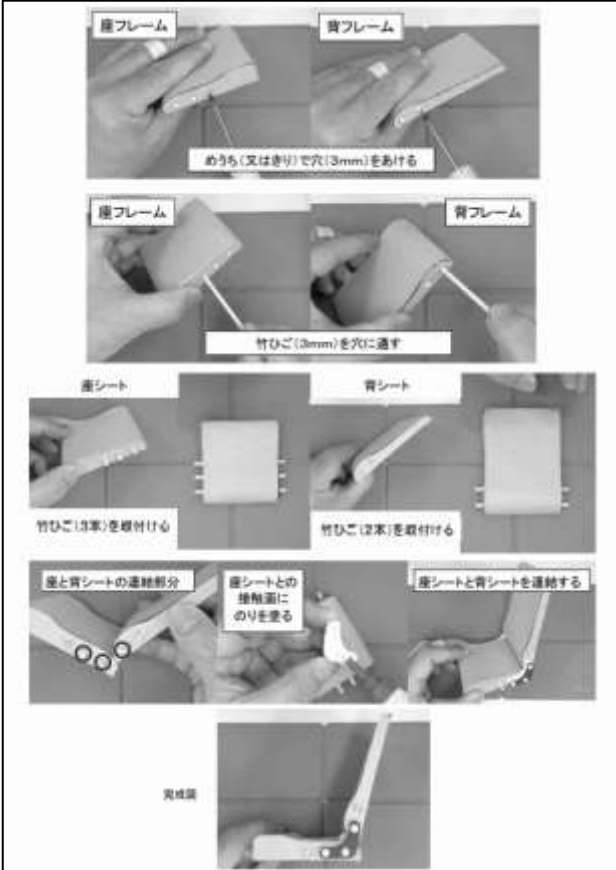 座フレーム
背フレーム
めうち(又はきり)で穴(3mm)をあける
座フレーム
背フレーム
竹ひご(3mm)を穴に通す
座シート
背シート
竹ひご(3本)を取付ける
竹ひご(2本)を取付ける
座と背シートの連結部分
座シートとの
接触面に
のりを塗る
座シートと背シートを連結する
完成図